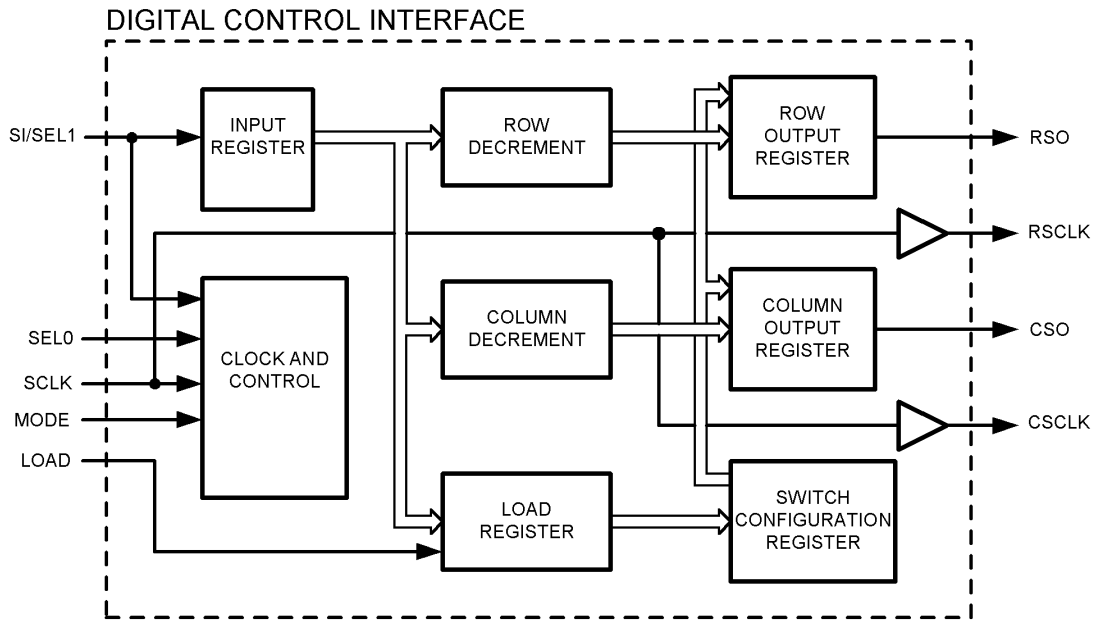 DIGITAL CONTROL INTERFACE
SI/SEL1
INPUT
REGISTER
ROW
DECREMENT
ROW
OUTPUT
REGISTER
RSO
RSCLK
SEL0
SCLK
MODE
LOAD
CLOCK AND
CONTROL
COLUMN
DECREMENT
COLUMN
OUTPUT
REGISTER
CSO
CSCLK
LOAD
REGISTER
SWITCH
CONFIGURATION
REGISTER